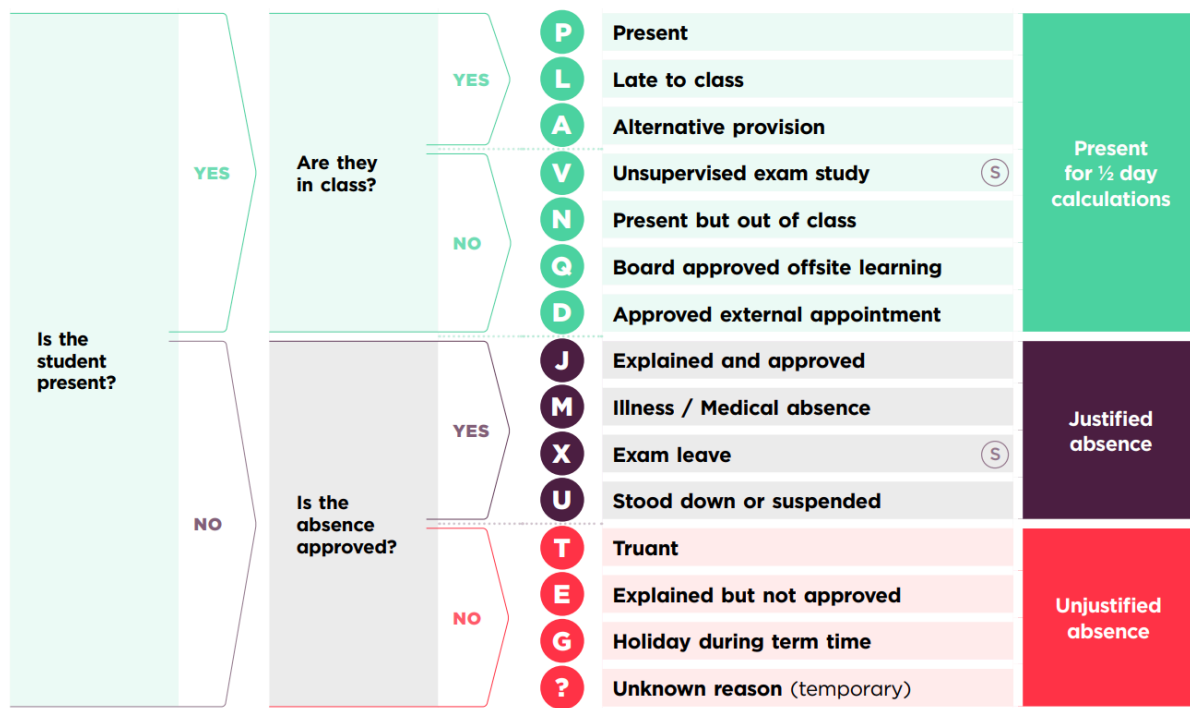 Is the
student
present?
YES
NO
Are they
in class?
YES
NO
Is the
absence
approved?
YES
NO
P Present
L Late to class
A Alternative provision
V Unsupervised exam study S
N Present but out of class
Q Board approved offsite learning
D Approved external appointment
J Explained and approved
M Illness / Medical absence
X Exam leave S
U Stood down or suspended
T Truant
E Explained but not approved
G Holiday during term time
? Unknown reason (temporary)
Present
for ½ day
calculations
Justified
absence
Unjustified
absence